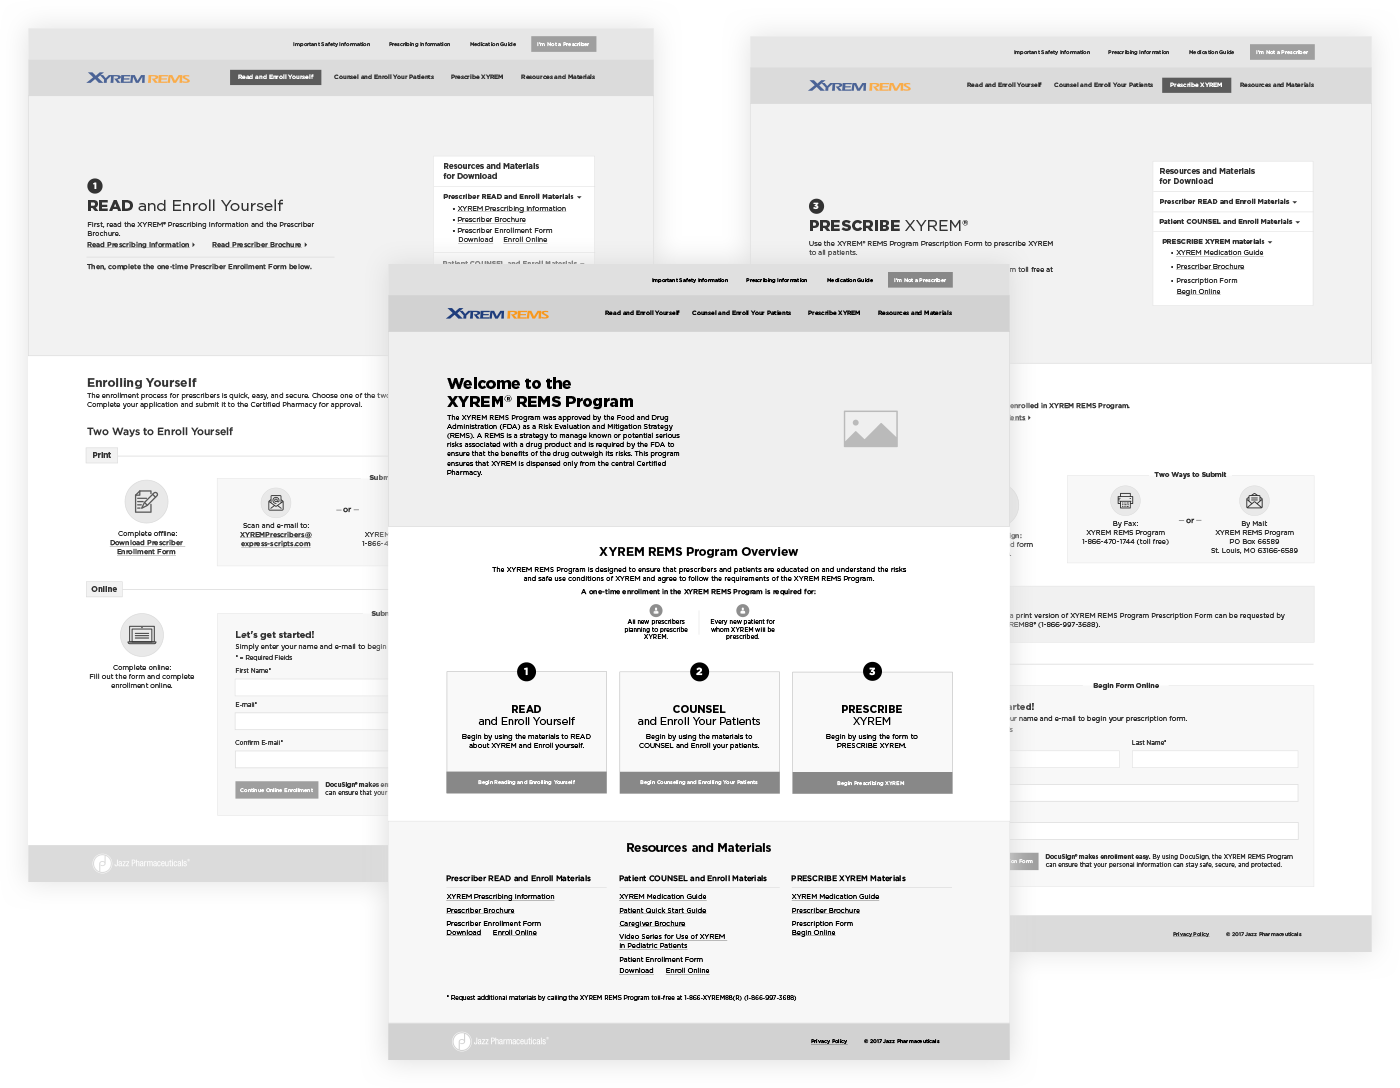 Important Safety Information Prescribing Information Medication Guide I'm Not a Prescriber
XYREM REMS Read and Enroll Yourself Counsel and Enroll Your Patients Prescribe XYREM Resources and Materials
1
READ and Enroll Yourself
First, read the XYREM® Prescribing Information and the Prescriber
Brochure.
Read Prescribing Information Read Prescriber Brochure
Then, complete the one-time Prescriber Enrollment Form below.
Resources and Materials
for Download
Prescriber READ and Enroll Materials
• XYREM Prescribing Information
• Prescriber Brochure
• Prescriber Enrollment Form
Download Enroll Online
Patient COUNSEL and Enroll Materials
Enrolling Yourself
The enrollment process for prescribers is quick, easy, and secure. Choose one of the two
Complete your application and submit it to the Certified Pharmacy for approval.
Two Ways to Enroll Yourself
Print
Complete offline:
Download Prescriber
Enrollment Form
Scan and e-mail to:
XYREMPrescribers@
express-scripts.com
– or –
XYREM
1-866-4
Online
Complete online:
Fill out the form and complete
enrollment online.
Let's get started!
Simply enter your name and e-mail to begin
* = Required Fields
First Name*
E-mail*
Confirm E-mail*
Continue Online Enrollment
DocuSign® makes en
can ensure that your
Jazz Pharmaceuticals
Important Safety Information Prescribing Information Medication Guide I'm Not a Prescriber
XYREM REMS Read and Enroll Yourself Counsel and Enroll Your Patients Prescribe XYREM Resources and Materials
3
PRESCRIBE XYREM®
Use the XYREM® REMS Program Prescription Form to prescribe XYREM
to all patients.
m toll free at
Resources and Materials
for Download
Prescriber READ and Enroll Materials
Patient COUNSEL and Enroll Materials
PRESCRIBE XYREM materials
• XYREM Medication Guide
• Prescriber Brochure
• Prescription Form
Begin Online
enrolled in XYREM REMS Program.
ents
Two Ways to Submit
By Fax:
XYREM REMS Program
1-866-470-1744 (toll free)
– or –
By Mail:
XYREM REMS Program
PO Box 66589
St. Louis, MO 63166-6589
gn:
d form
a print version of XYREM REMS Program Prescription Form can be requested by
REM88® (1-866-997-3688).
Begin Form Online
arted!
ur name and e-mail to begin your prescription form.
s
Last Name*
on Form
DocuSign® makes enrollment easy. By using DocuSign, the XYREM REMS Program
can ensure that your personal information can stay safe, secure, and protected.
Privacy Policy © 2017 Jazz Pharmaceuticals
Important Safety Information Prescribing Information Medication Guide I'm Not a Prescriber
XYREM REMS Read and Enroll Yourself Counsel and Enroll Your Patients Prescribe XYREM Resources and Materials
Welcome to the
XYREM® REMS Program
The XYREM REMS Program was approved by the Food and Drug
Administration (FDA) as a Risk Evaluation and Mitigation Strategy
(REMS). A REMS is a strategy to manage known or potential serious
risks associated with a drug product and is required by the FDA to
ensure that the benefits of the drug outweigh its risks. This program
ensures that XYREM is dispensed only from the central Certified
Pharmacy.
XYREM REMS Program Overview
The XYREM REMS Program is designed to ensure that prescribers and patients are educated on and understand the risks
and safe use conditions of XYREM and agree to follow the requirements of the XYREM REMS Program.
A one-time enrollment in the XYREM REMS Program is required for:
All new prescribers
planning to prescribe
XYREM.
Every new patient for
whom XYREM will be
prescribed.
1
READ
and Enroll Yourself
Begin by using the materials to READ
about XYREM and Enroll yourself.
Begin Reading and Enrolling Yourself
2
COUNSEL
and Enroll Your Patients
Begin by using the materials to
COUNSEL and Enroll your patients.
Begin Counseling and Enrolling Your Patients
3
PRESCRIBE
XYREM
Begin by using the form to
PRESCRIBE XYREM.
Begin Prescribing XYREM
Resources and Materials
Prescriber READ and Enroll Materials
XYREM Prescribing Information
Prescriber Brochure
Prescriber Enrollment Form
Download Enroll Online
Patient COUNSEL and Enroll Materials
XYREM Medication Guide
Patient Quick Start Guide
Caregiver Brochure
Video Series for Use of XYREM
in Pediatric Patients
Patient Enrollment Form
Download Enroll Online
PRESCRIBE XYREM Materials
XYREM Medication Guide
Prescriber Brochure
Prescription Form
Begin Online
* Request additional materials by calling the XYREM REMS Program toll-free at 1-866-XYREM88(R) (1-866-997-3688)
Jazz Pharmaceuticals
Privacy Policy © 2017 Jazz Pharmaceuticals